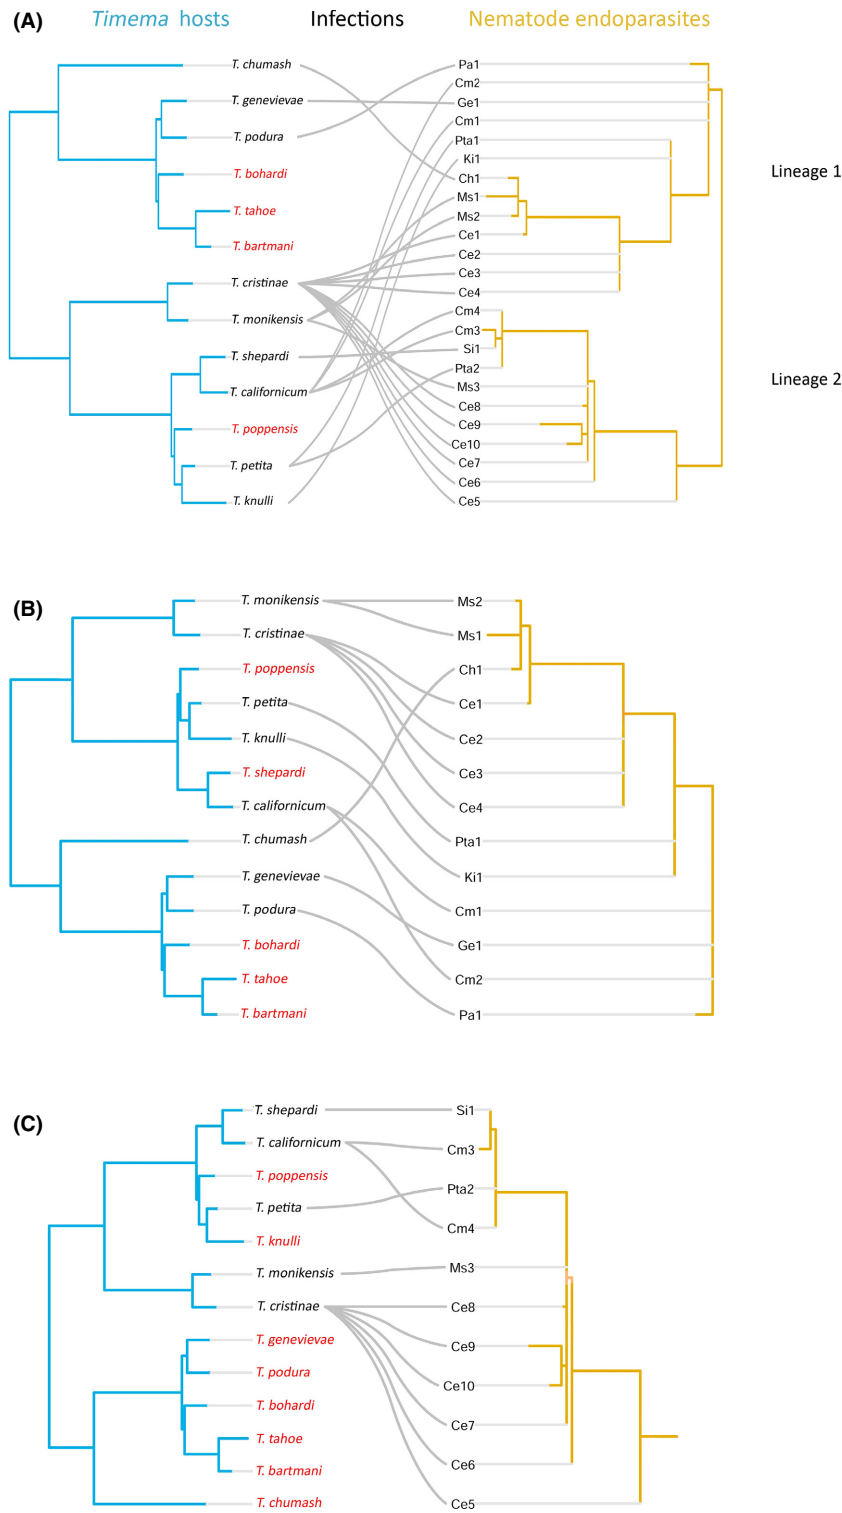 (A)
Timema hosts
Infections
Nematode endoparasites
T. chumash
T. genevievae
T. podura
T. bohardi
T. tahoe
T. bartmani
T. cristinae
T. monikensis
T. shepardi
T. californicum
T. poppensis
T. petita
T. knulli
Pa1
Cm2
Ge1
Cm1
Pta1
Ki1
Ch1
Ms1
Ms2
Ce1
Ce2
Ce3
Ce4
Cm4
Cm3
Si1
Pta2
Ms3
Ce8
Ce9
Ce10
Ce7
Ce6
Ce5
Lineage 1
Lineage 2
(B)
T. monikensis
T. cristinae
T. poppensis
T. petita
T. knulli
T. shepardi
T. californicum
T. chumash
T. genevievae
T. podura
T. bohardi
T. tahoe
T. bartmani
Ms2
Ms1
Ch1
Ce1
Ce2
Ce3
Ce4
Pta1
Ki1
Cm1
Ge1
Cm2
Pa1
(C)
T. shepardi
T. californicum
T. poppensis
T. petita
T. knulli
T. monikensis
T. cristinae
T. genevievae
T. podura
T. bohardi
T. tahoe
T. bartmani
T. chumash
Si1
Cm3
Pta2
Cm4
Ms3
Ce8
Ce9
Ce10
Ce7
Ce6
Ce5